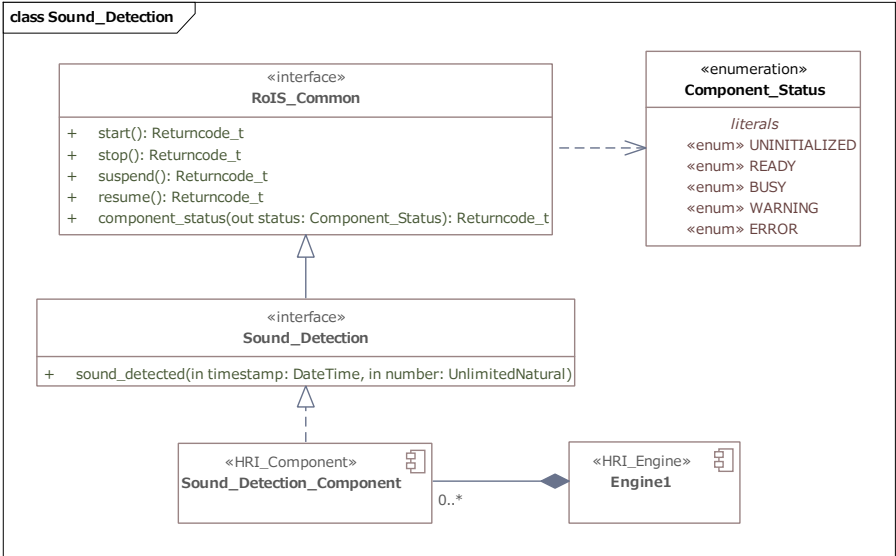 class Sound_Detection
«interface»
RoIS_Common
+ start(): Returncode_t
+ stop(): Returncode_t
+ suspend(): Returncode_t
+ resume(): Returncode_t
+ component_status(out status: Component_Status): Returncode_t
«enumeration»
Component_Status
literals
«enum» UNINITIALIZED
«enum» READY
«enum» BUSY
«enum» WARNING
«enum» ERROR
«interface»
Sound_Detection
+ sound_detected(in timestamp: DateTime, in number: UnlimitedNatural)
«HRI_Component»
Sound_Detection_Component
0..*
«HRI_Engine»
Engine1